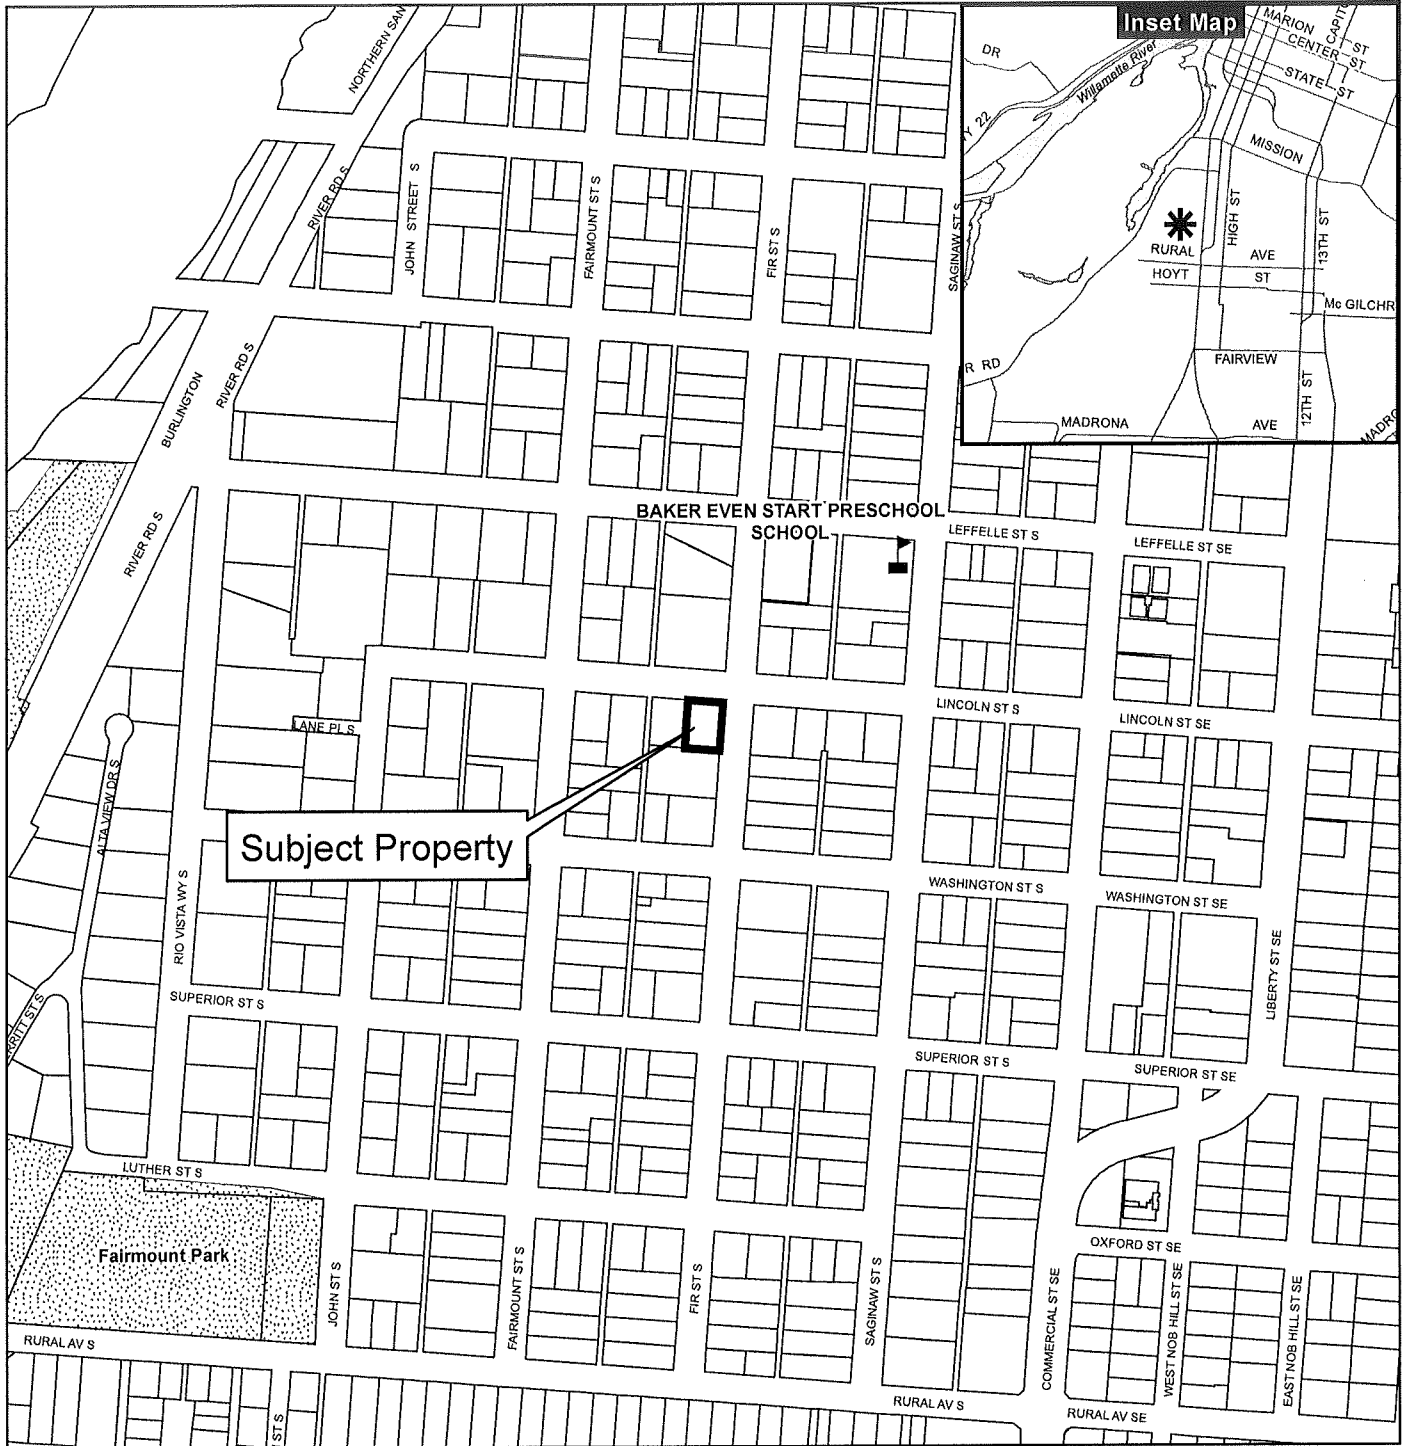 Inset Map
MARION ST
CENTER ST
STATE ST
DR
Willamette River
22
MISSION
HIGH ST
13TH ST
RURAL AVE
HOYT ST
Mc GILCHR
FAIRVIEW
R RD
12TH ST
MADRONA AVE
MADRO
NORTHERN SAN
RIVER RD S
JOHN STREET S
FAIRMOUNT ST S
FIR ST S
SAGINAW ST S
BURLINGTON
RIVER RD S
RIVER RD S
BAKER EVEN START PRESCHOOL
SCHOOL
LEFFELLE ST S
LEFFELLE ST SE
LINCOLN ST S
LINCOLN ST SE
LANE PL S
ALTA VIEW DR S
Subject Property
RIO VISTA WY S
WASHINGTON ST S
WASHINGTON ST SE
LIBERTY ST SE
SUPERIOR ST S
RRITT ST S
SUPERIOR ST S
SUPERIOR ST SE
LUTHER ST S
Fairmount Park
JOHN ST S
FAIRMOUNT ST S
FIR ST S
SAGINAW ST S
COMMERCIAL ST SE
OXFORD ST SE
WEST NOB HILL ST SE
EAST NOB HILL ST SE
RURAL AV S
RURAL AV S
RURAL AV SE
ST S